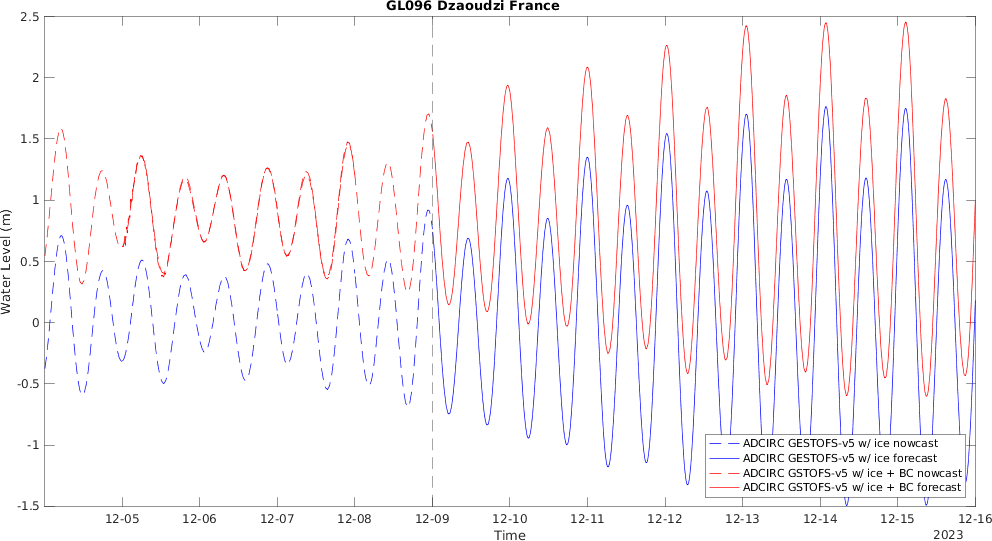 GL096 Dzaoudzi France
Water Level (m)
2.5
2
1.5
1
0.5
0
-0.5
-1
-1.5
ADCIRC GESTOFS-v5 w/ ice nowcast
ADCIRC GESTOFS-v5 w/ ice forecast
ADCIRC GSTOFS-v5 w/ ice + BC nowcast
ADCIRC GSTOFS-v5 w/ ice + BC forecast
12-05 12-06 12-07 12-08 12-09 12-10 12-11 12-12 12-13 12-14 12-15 12-16
Time
2023